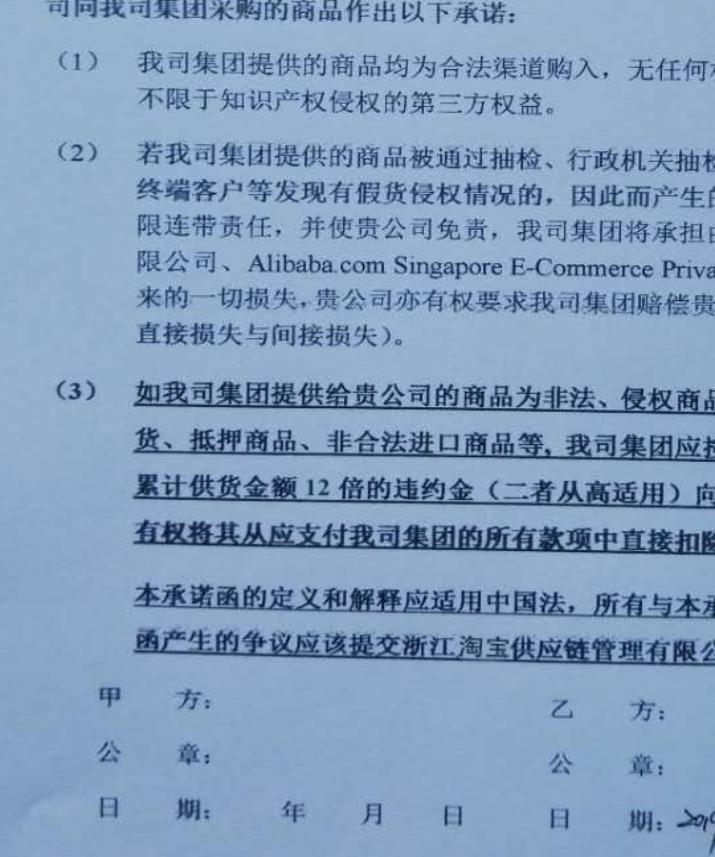 司向我司集团采购的商品作出以下承诺：
（1） 我司集团提供的商品均为合法渠道购入，无任何
不限于知识产权侵权的第三方权益。
（2） 若我司集团提供的商品被通过抽检、行政机关抽检
终端客户等发现有假货侵权情况的，因此而产生的
限连带责任，并使贵公司免责，我司集团将承担由
限公司、Alibaba.com Singapore E-Commerce Priva
来的一切损失,贵公司亦有权要求我司集团赔偿贵
直接损失与间接损失）。
（3） 如我司集团提供给贵公司的商品为非法、侵权商品
货、抵押商品、非合法进口商品等，我司集团应按
累计供货金额 12 倍的违约金（二者从高适用）向
有权将其从应支付我司集团的所有款项中直接扣除
本承诺函的定义和解释应适用中国法，所有与本承
函产生的争议应该提交浙江淘宝供应链管理有限公
甲 方： 乙 方：
公 章： 公 章：
日 期： 年 月 日 日 期：2019